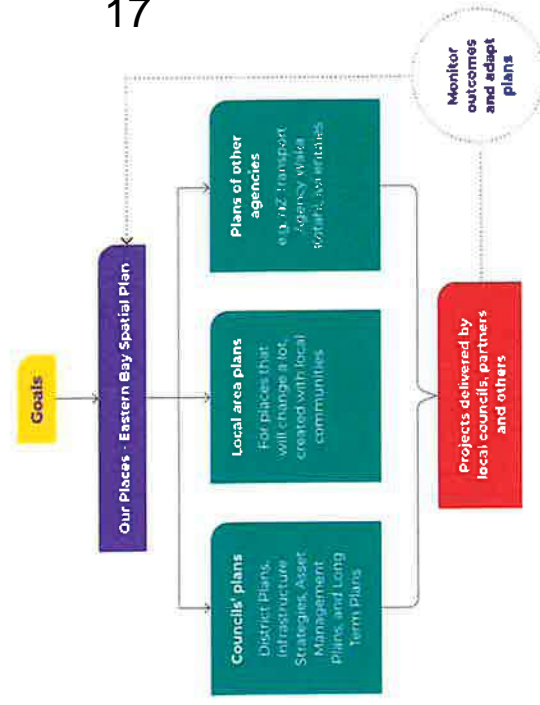 17
Goals
Our Places - Eastern Bay Spatial Plan
Councils' plans
District Plans,
Infrastructure
Strategies, Asset
Management
Plans, and Long
Term Plans
Local area plans
For places that
will change a lot,
created with local
communities
Plans of other
agencies
e.g. NZ Transport
Agency Waka
Kotahi,
Projects delivered by
local councils, partners
and others
Monitor
outcomes
and adapt
plans